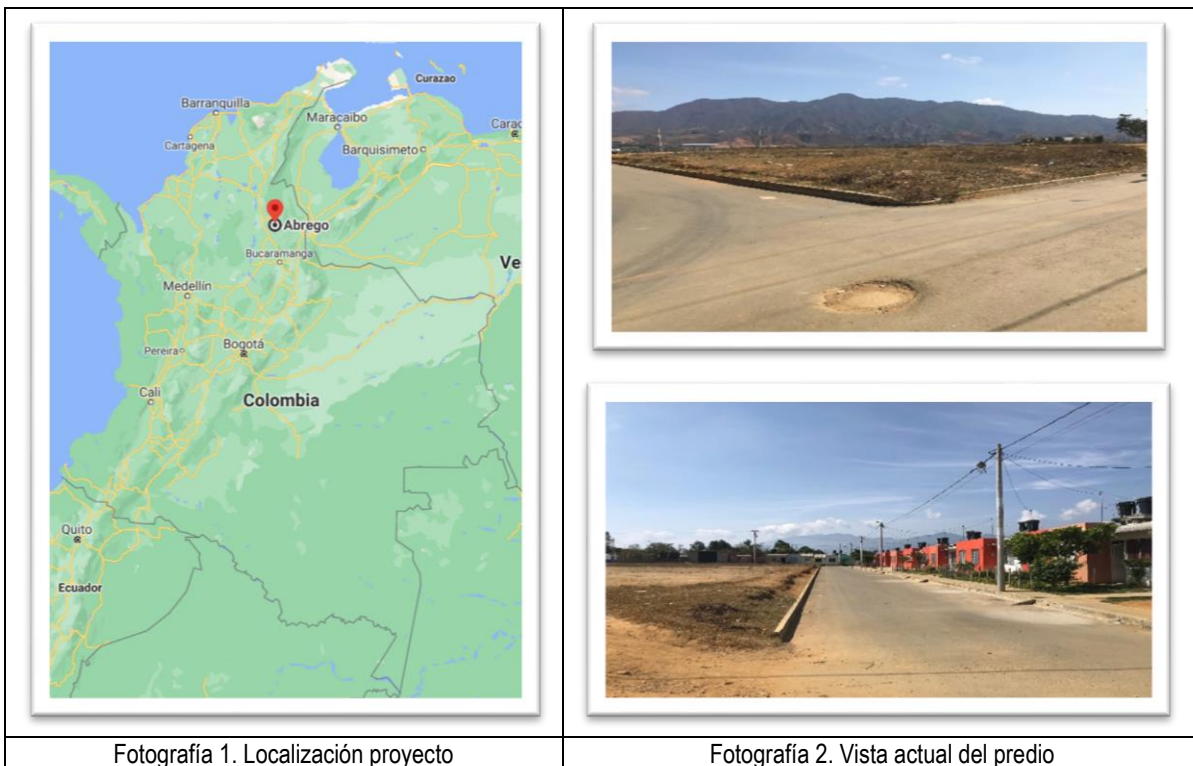 Curazao
Barranquilla
Maracaibo
Carac
Cartagena
Barquisimeto
Abrego
Bucaramanga
Ve
Medellín
Bogotá
Pereira
Cali
Colombia
Quito
Ecuador
Fotografía 1. Localización proyecto
Fotografía 2. Vista actual del predio